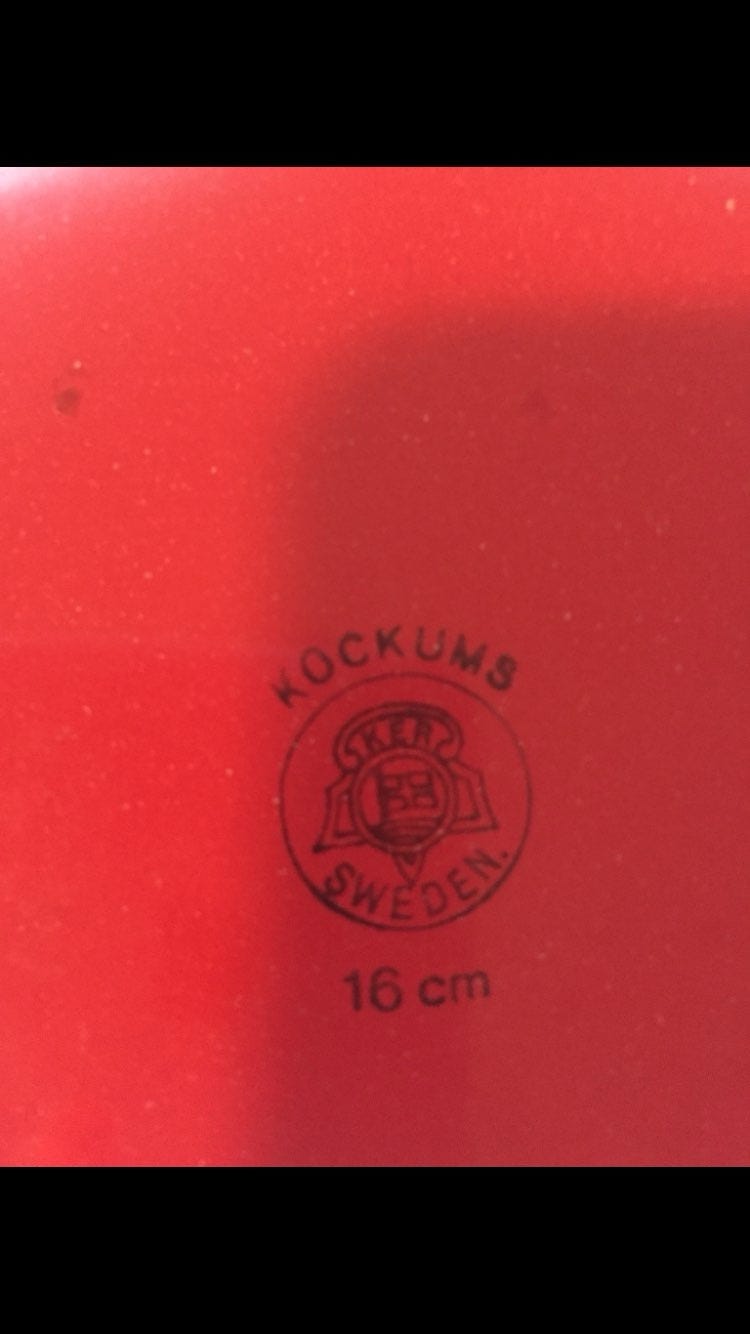 KOCKUMS
KER
SWEDEN.
16 cm